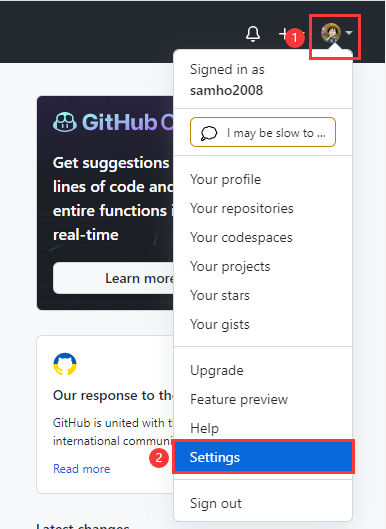 1
Signed in as
samho2008
I may be slow to ...
GitHub
Get suggestions
lines of code and
entire functions
real-time
Learn more
Your profile
Your repositories
Your codespaces
Your projects
Your stars
Your gists
Upgrade
Feature preview
Help
2
Settings
Sign out
Our response to the
GitHub is united with
international
Read more
Latest changes